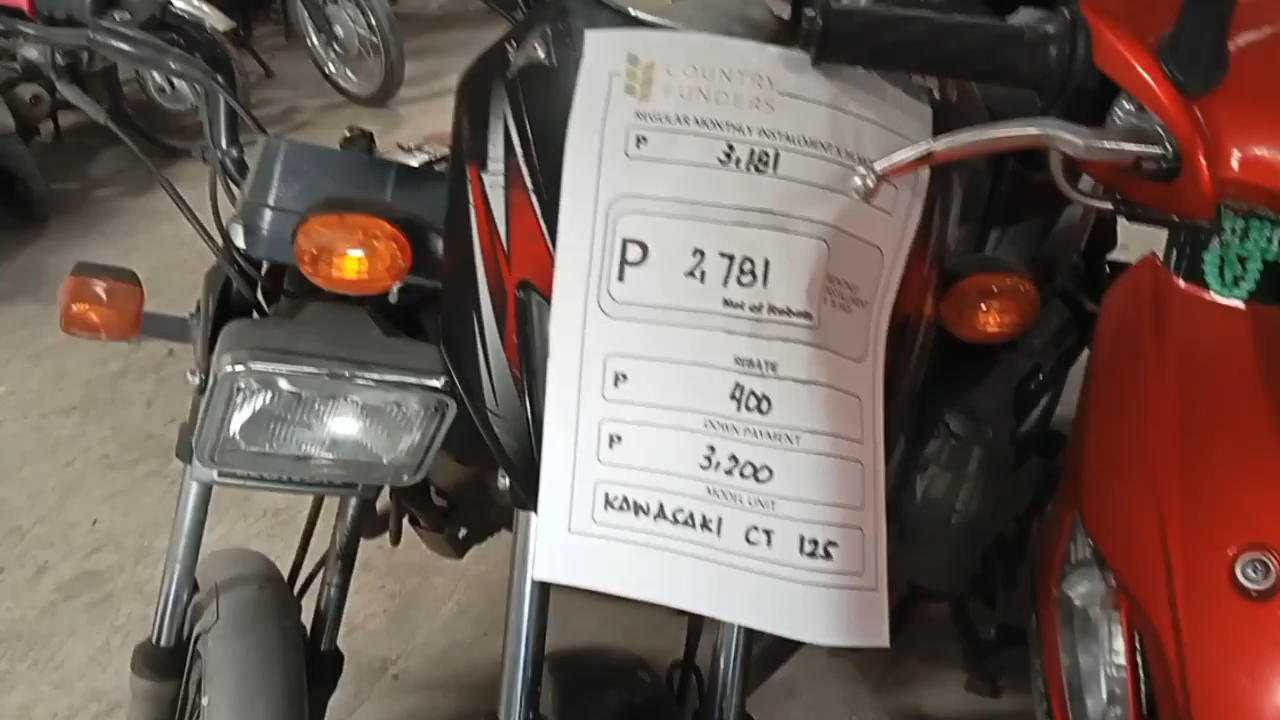 COUNTRY
FUNDERS
REGULAR MONTHLY INSTALLMENT
P 3,181
P 2,781
Net of Rebate
REBATE
P 400
DOWN PAYMENT
P 3,200
MODEL UNIT
KAWASAKI CT 125